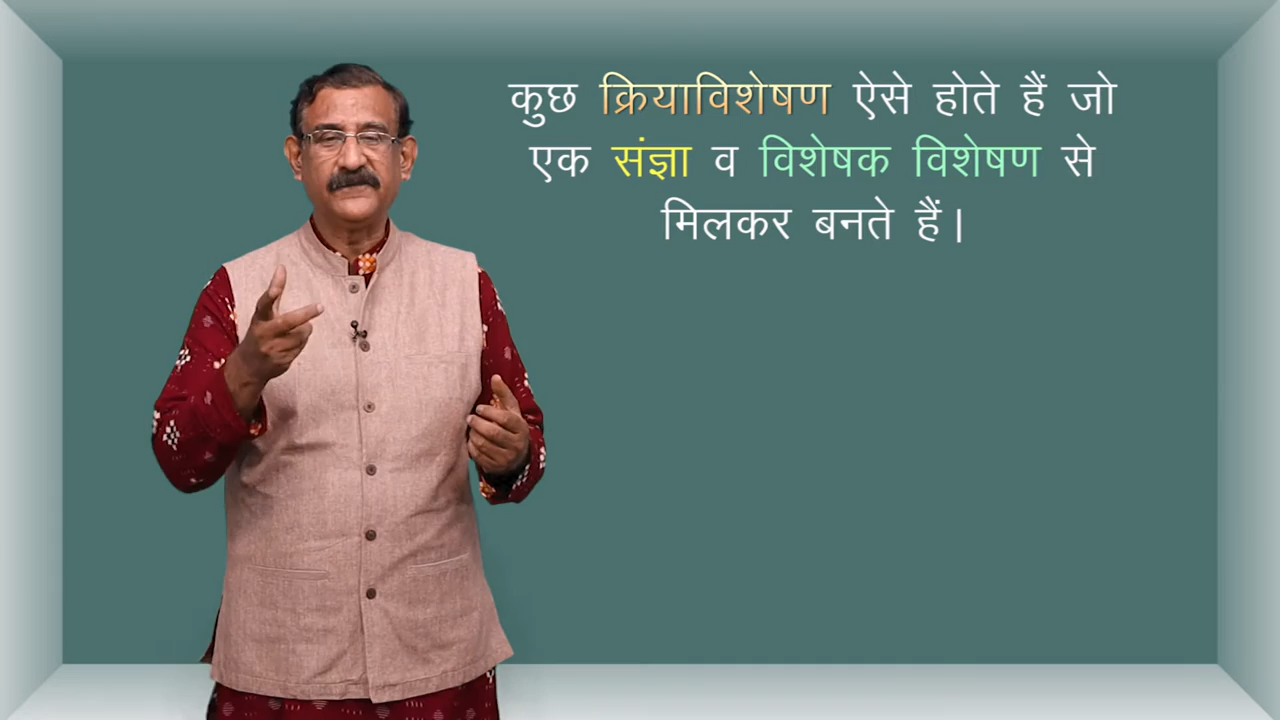 कुछ क्रियाविशेषण ऐसे होते हैं जो
एक संज्ञा व विशेषक विशेषण से
मिलकर बनते हैं।